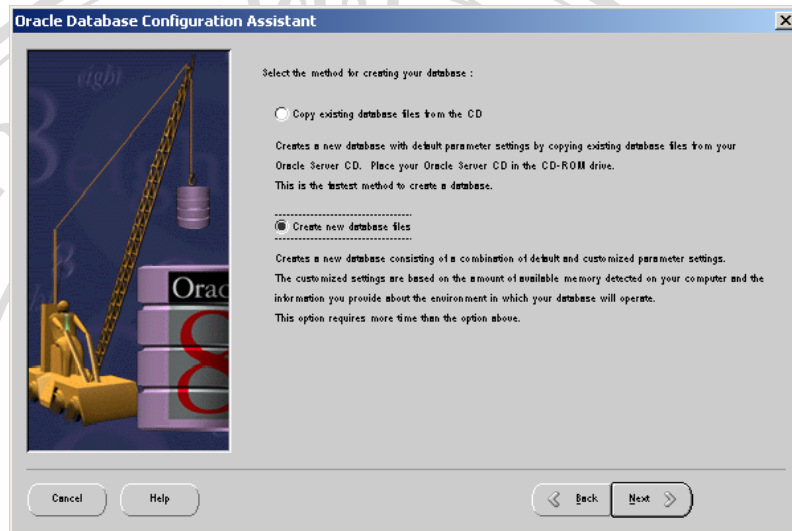 Oracle Database Configuration Assistant
eight
Select the method for creating your database :
Copy existing database files from the CD
Creates a new database with default parameter settings by copying existing database files from your
Oracle Server CD. Place your Oracle Server CD in the CD-ROM drive.
This is the fastest method to create a database.
Create new database files
Creates a new database consisting of a combination of default and customized parameter settings.
The customized settings are based on the amount of available memory detected on your computer and the
information you provide about the environment in which your database will operate.
This option requires more time than the option above.
8
Orac
8
Cancel
Help
Back
Next